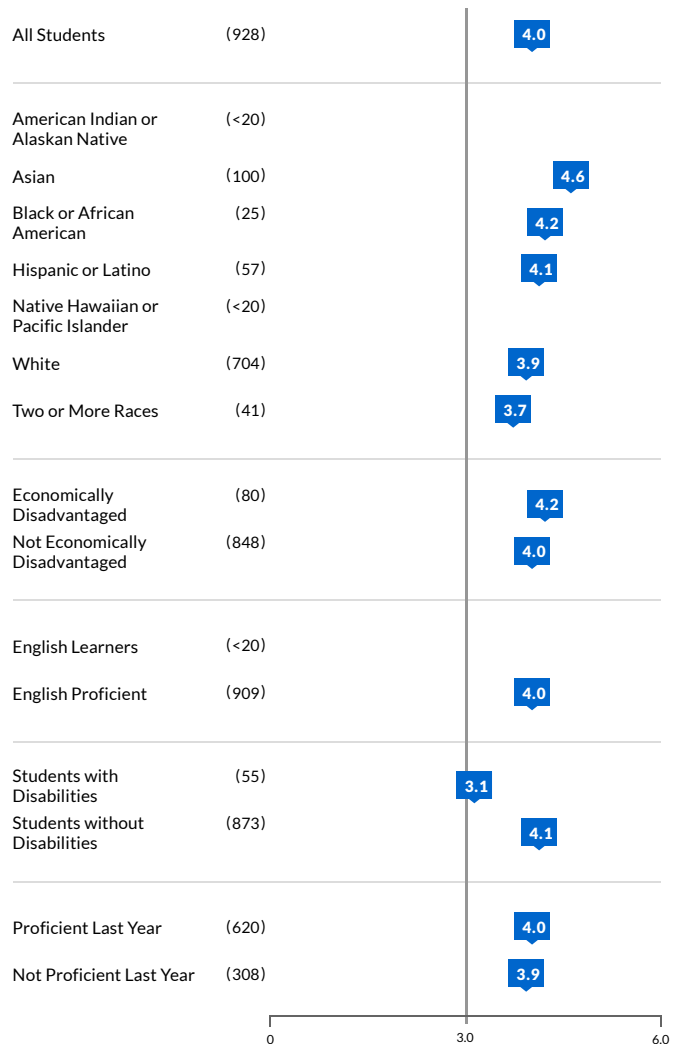 All Students (928) 4.0
American Indian or (<20)
Alaskan Native
Asian (100) 4.6
Black or African (25) 4.2
American
Hispanic or Latino (57) 4.1
Native Hawaiian or (<20)
Pacific Islander
White (704) 3.9
Two or More Races (41) 3.7
Economically (80) 4.2
Disadvantaged
Not Economically (848) 4.0
Disadvantaged
English Learners (<20)
English Proficient (909) 4.0
Students with (55) 3.1
Disabilities
Students without (873) 4.1
Disabilities
Proficient Last Year (620) 4.0
Not Proficient Last Year (308) 3.9
0 3.0 6.0